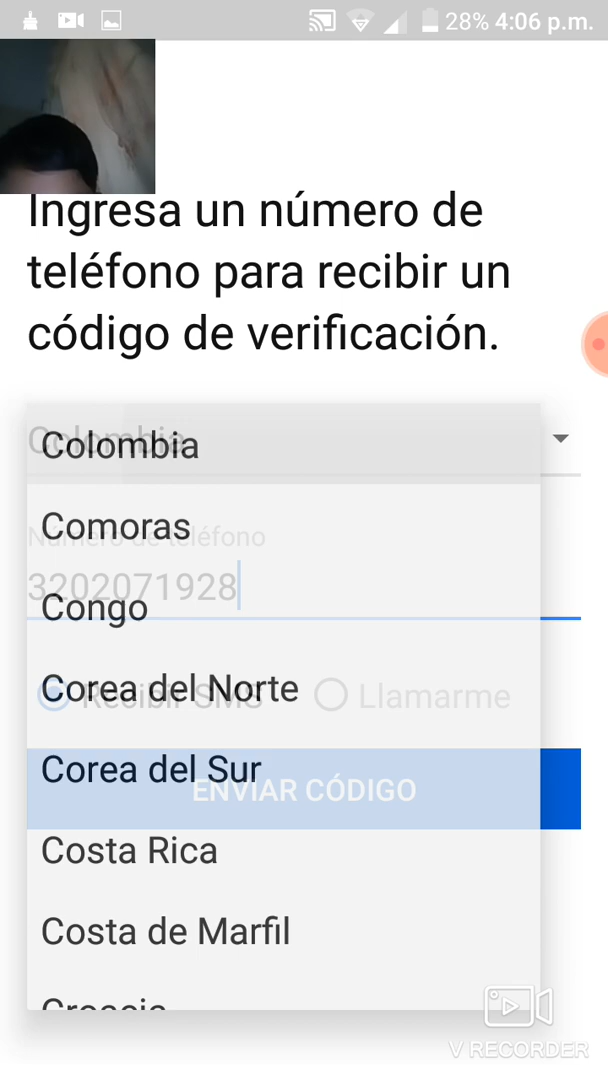 28% 4:06 p.m.
Ingresa un número de
teléfono para recibir un
código de verificación.
Colombia
Colombia
Comoras
Número de teléfono
3202071928
Congo
Corea del Norte
Recibir SMS
Llamarme
Corea del Sur
ENVIAR CÓDIGO
Costa Rica
Costa de Marfil
Croacia
V RECORDER